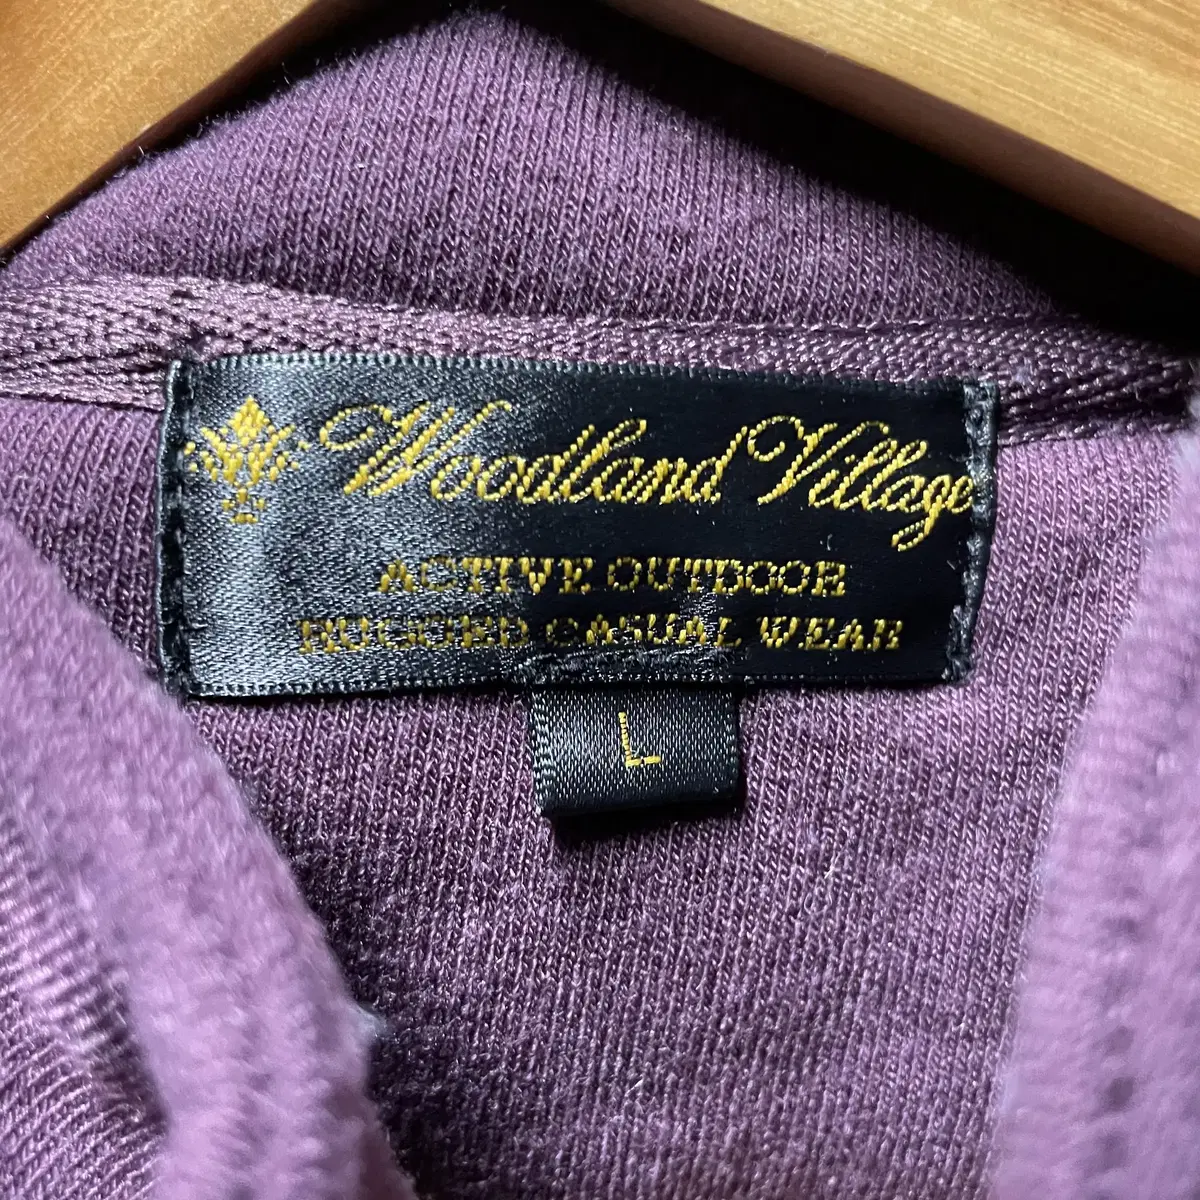 Woodland Village
ACTIVE OUTDOOR
RUGGED CASUAL WEAR
L